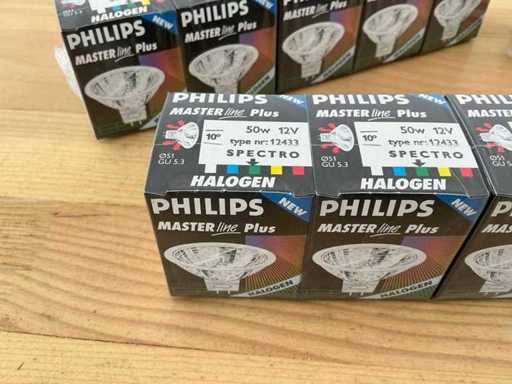 HALOGEN
NEW
PHILIPS
MASTER line Plus
PHILIPS
MASTER line Plus
10°
50w 12V
type nr: 12433
Ø51
GU 5.3
SPECTRO
HALOGEN
PHILIPS
NEW
MASTER line Plus
HALOGEN
PHILIPS
MASTER line Plus
10°
50w 12V
type nr: 12433
Ø51
GU 5.3
SPECTRO
HALOGEN
PHILIPS
NEW
MASTER line Plus
HALOGEN
PHILIPS